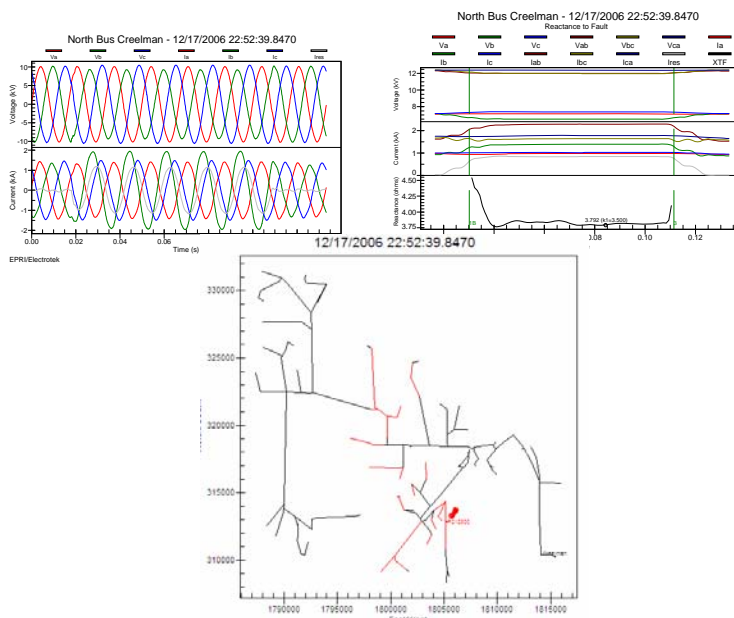 North Bus Creelman - 12/17/2006 22:52:39.8470
Va Vb Vc Ia Ib Ic Ires
Voltage (kV)
10
5
0
-5
-10
Current (kA)
2
1
0
-1
-2
0.00 0.02 0.04 0.06
Time (s)
EPRI/Electrotek
North Bus Creelman - 12/17/2006 22:52:39.8470
Reactance to Fault
Va Vb Vc Vab Vbc Vca Ia
Ib Ic Iab Ibc Ica Ires XTF
Voltage (kV)
12
10
8
Current (kA)
2
1
0
Reactance (ohms)
4.50
4.25
4.00
3.75
3.792 (k1=3.500)
0.08 0.10 0.12
12/17/2006 22:52:39.8470
330000
325000
320000
315000
310000
1790000 1795000 1800000 1805000 1810000 1815000